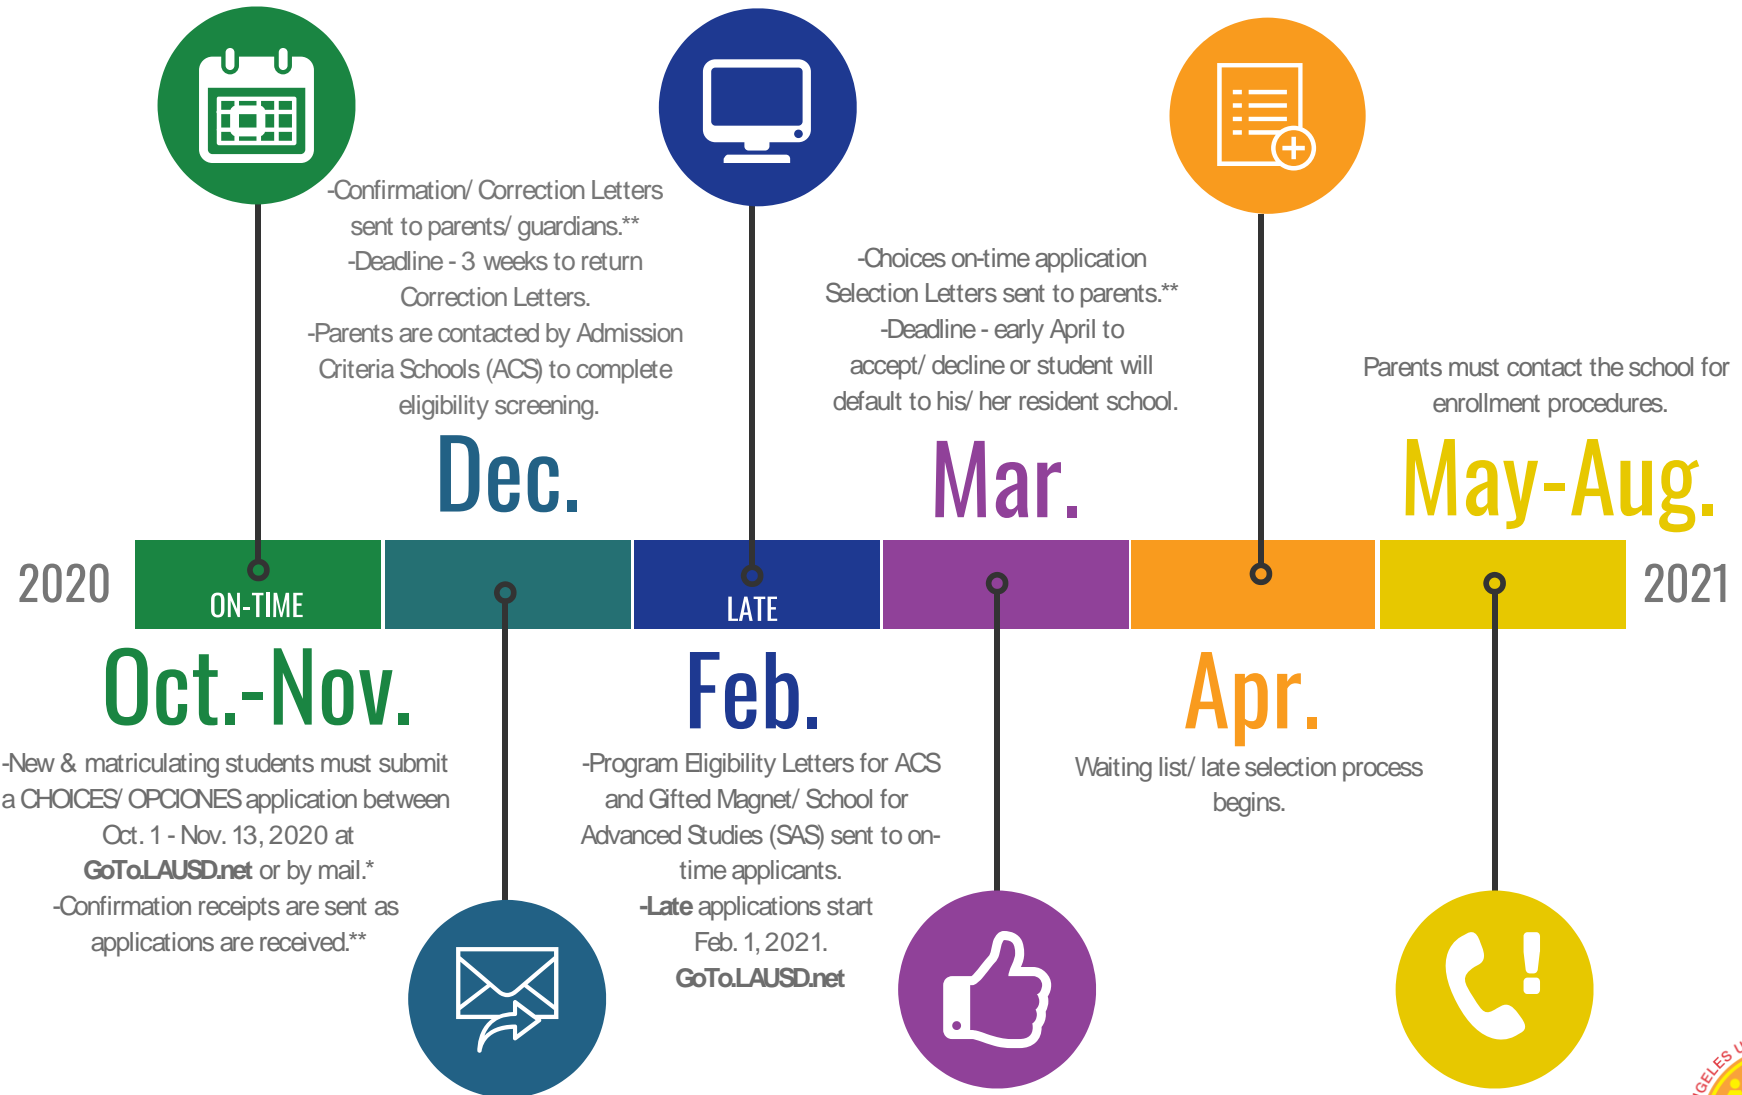 -Confirmation/ Correction Letters
sent to parents/ guardians.**
-Deadline - 3 weeks to return
Correction Letters.
-Parents are contacted by Admission
Criteria Schools (ACS) to complete
eligibility screening.
Dec.
-Choices on-time application
Selection Letters sent to parents.**
-Deadline - early April to
accept/ decline or student will
default to his/ her resident school.
Mar.
Parents must contact the school for
enrollment procedures.
May-Aug.
2020
ON-TIME
LATE
2021
Oct.-Nov.
-New & matriculating students must submit
a CHOICES/ OPCIONES application between
Oct. 1 - Nov. 13, 2020 at
GoTo.LAUSD.net or by mail.*
-Confirmation receipts are sent as
applications are received.**
Feb.
-Program Eligibility Letters for ACS
and Gifted Magnet/ School for
Advanced Studies (SAS) sent to on-
time applicants.
-Late applications start
Feb. 1, 2021.
GoTo.LAUSD.net
Apr.
Waiting list/ late selection process
begins.